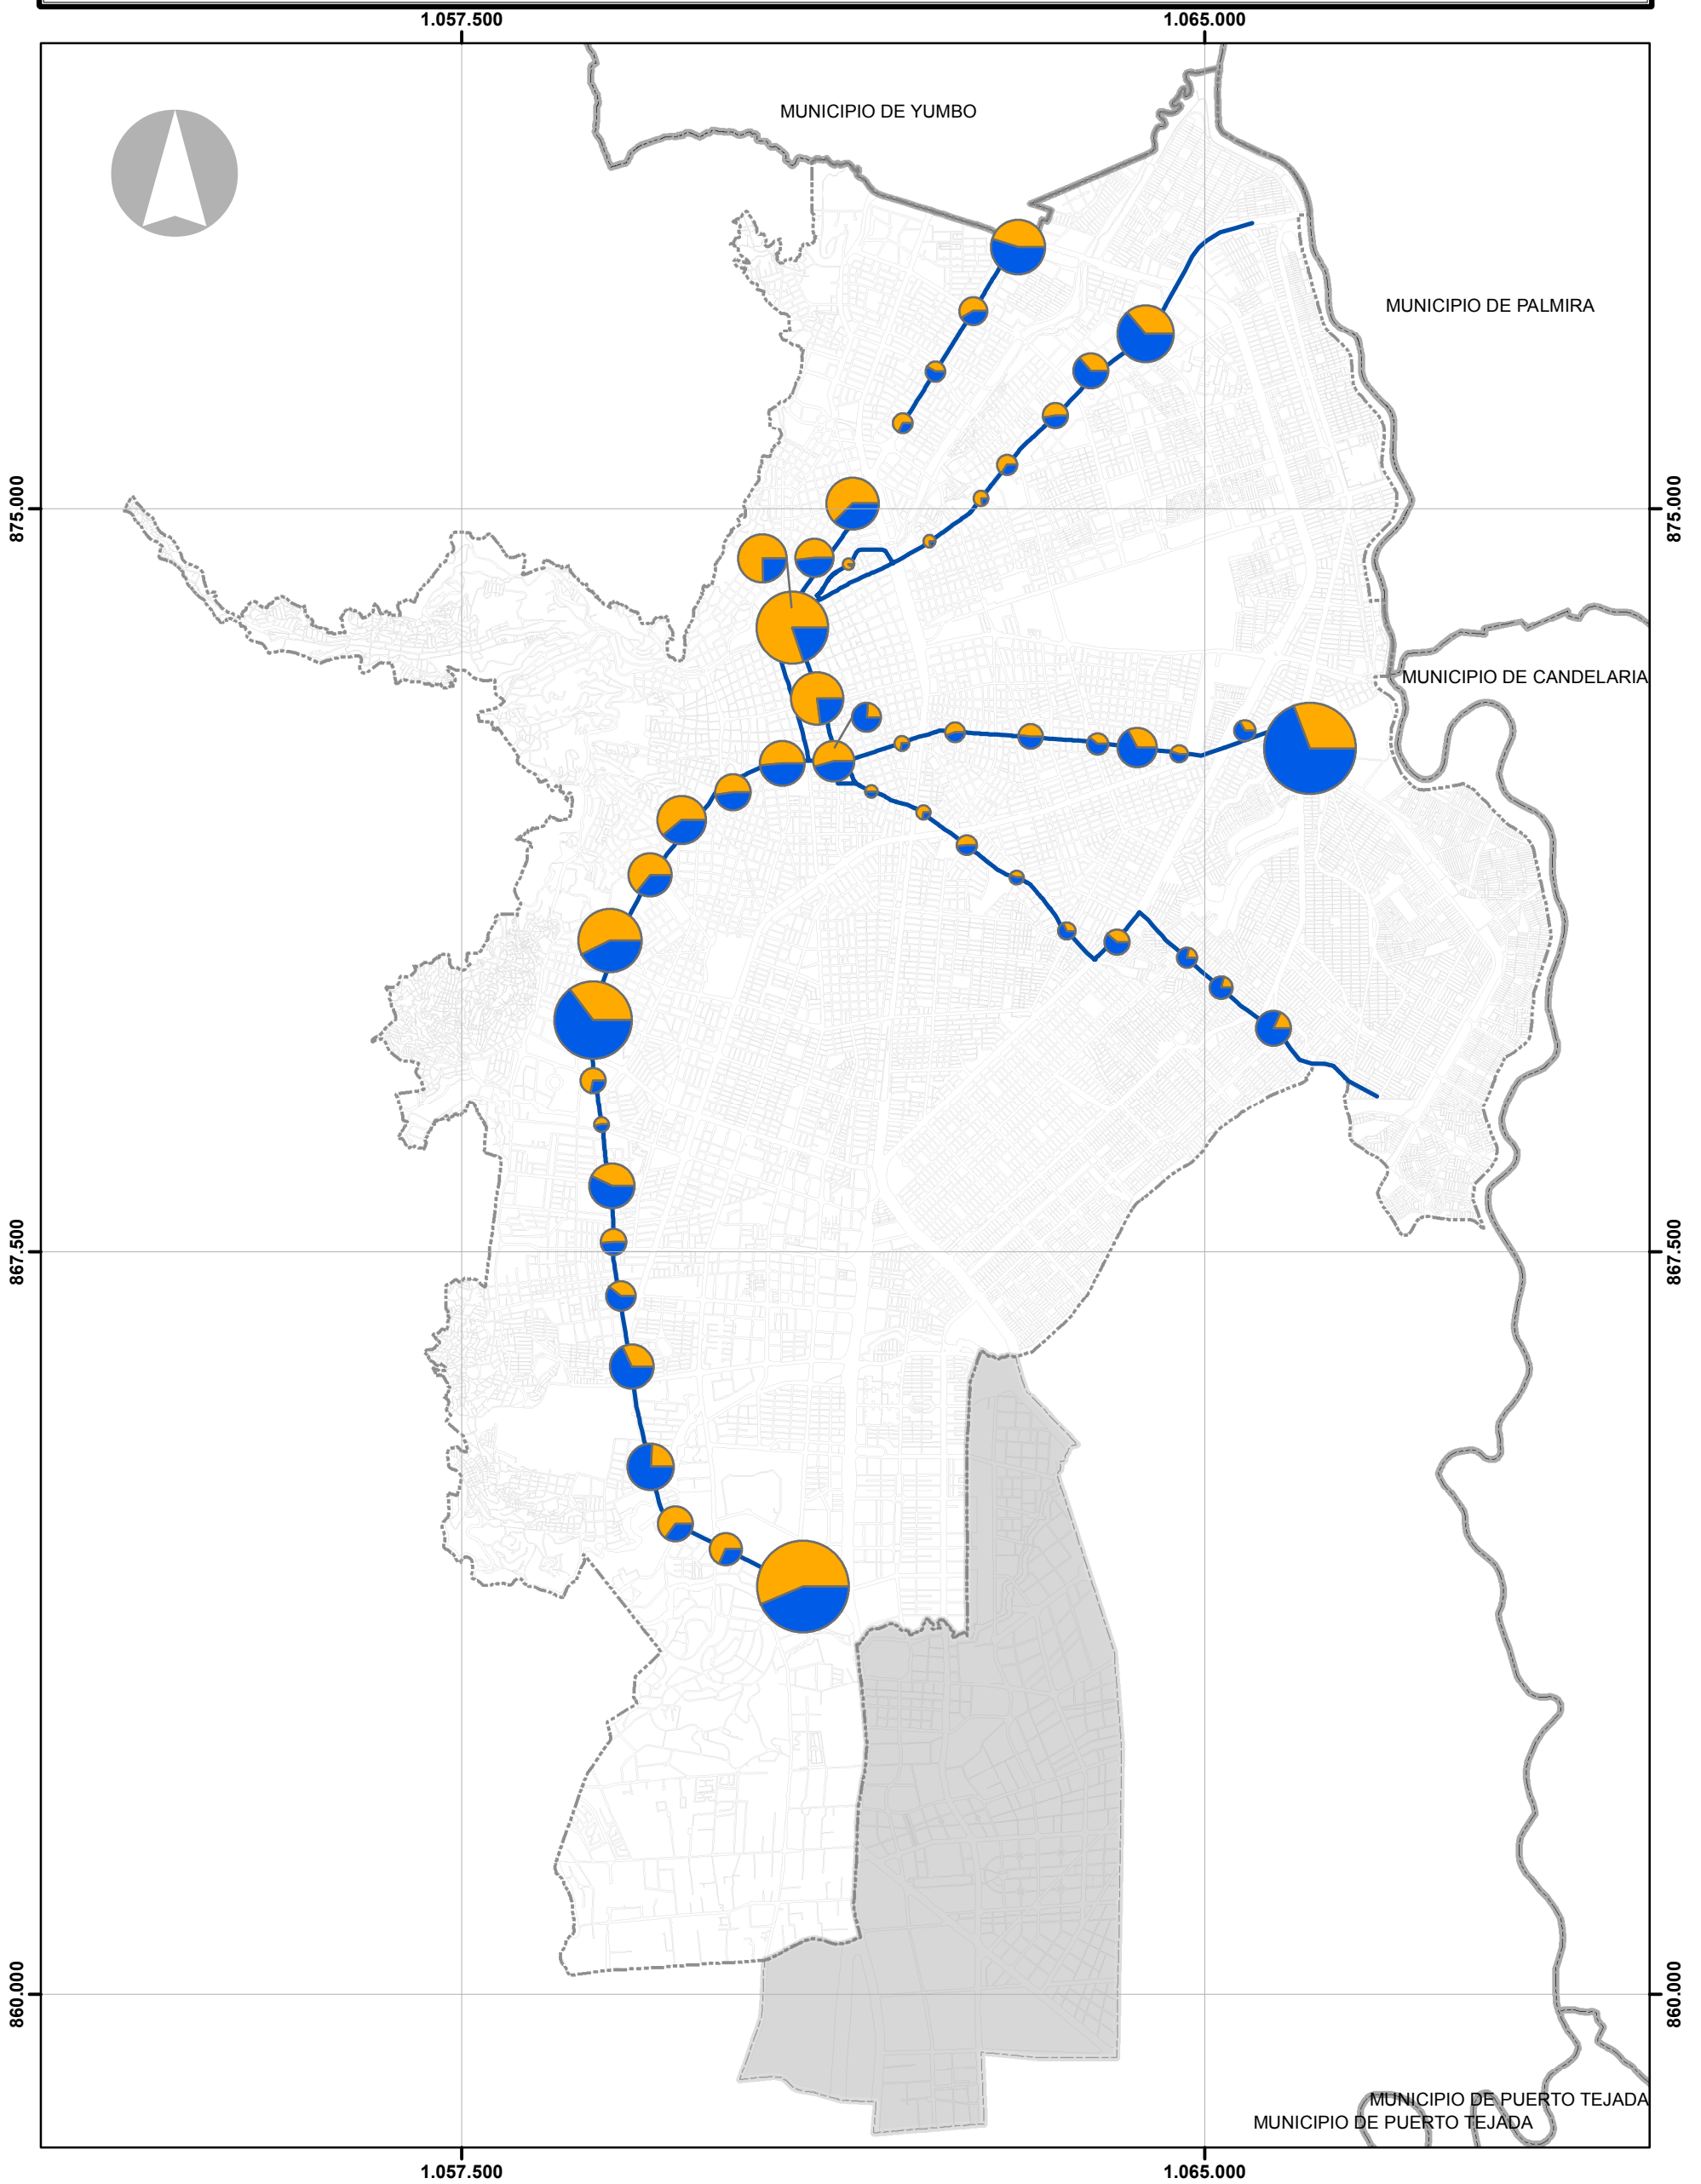 1.057.500
1.065.000
MUNICIPIO DE YUMBO
MUNICIPIO DE PALMIRA
875.000
875.000
MUNICIPIO DE CANDELARIA
867.500
867.500
860.000
860.000
MUNICIPIO DE PUERTO TEJADA
MUNICIPIO DE PUERTO TEJADA
1.057.500
1.065.000